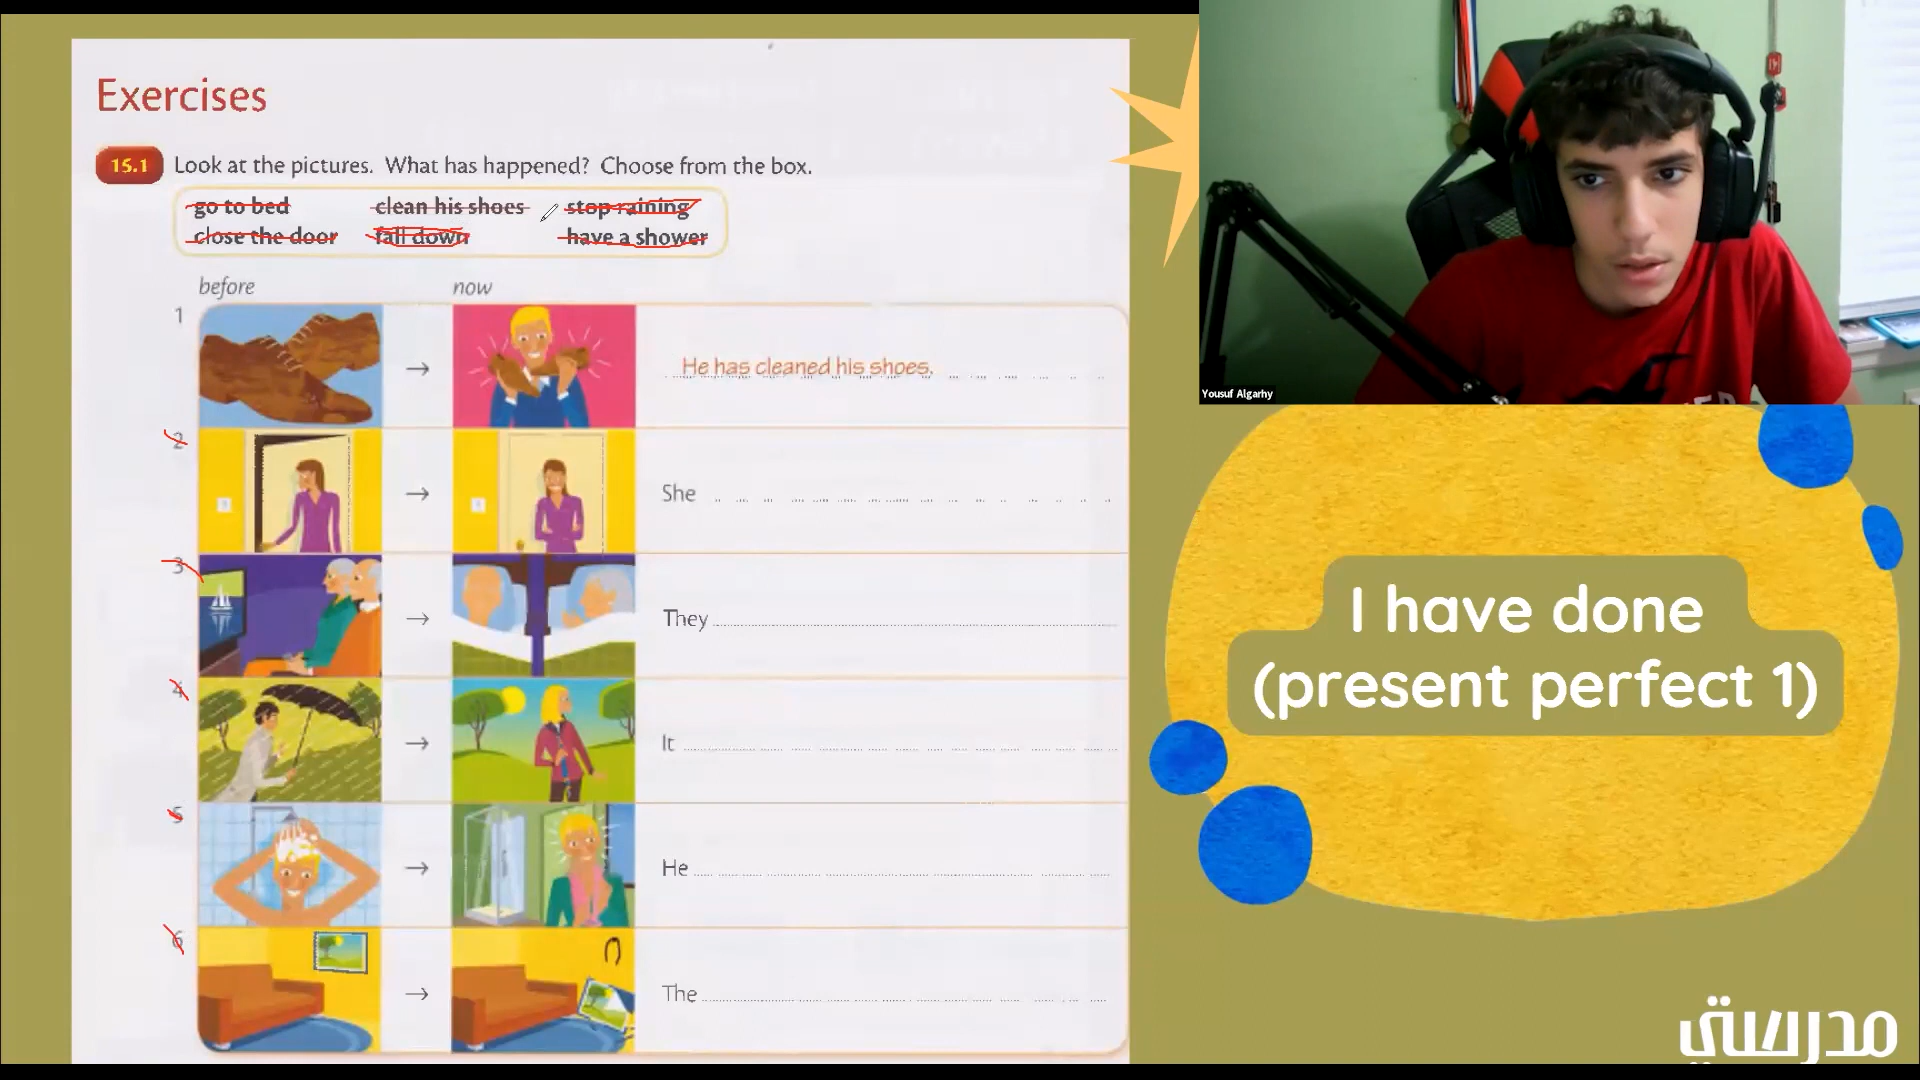 Exercises
15.1 Look at the pictures. What has happened? Choose from the box.
go to bed clean his shoes stop raining
close the door fall down have a shower
before now
1 He has cleaned his shoes.
2 She
3 They
4 It
5 He
6 The
Yousuf Algarhy
I have done
(present perfect 1)
مدرستي